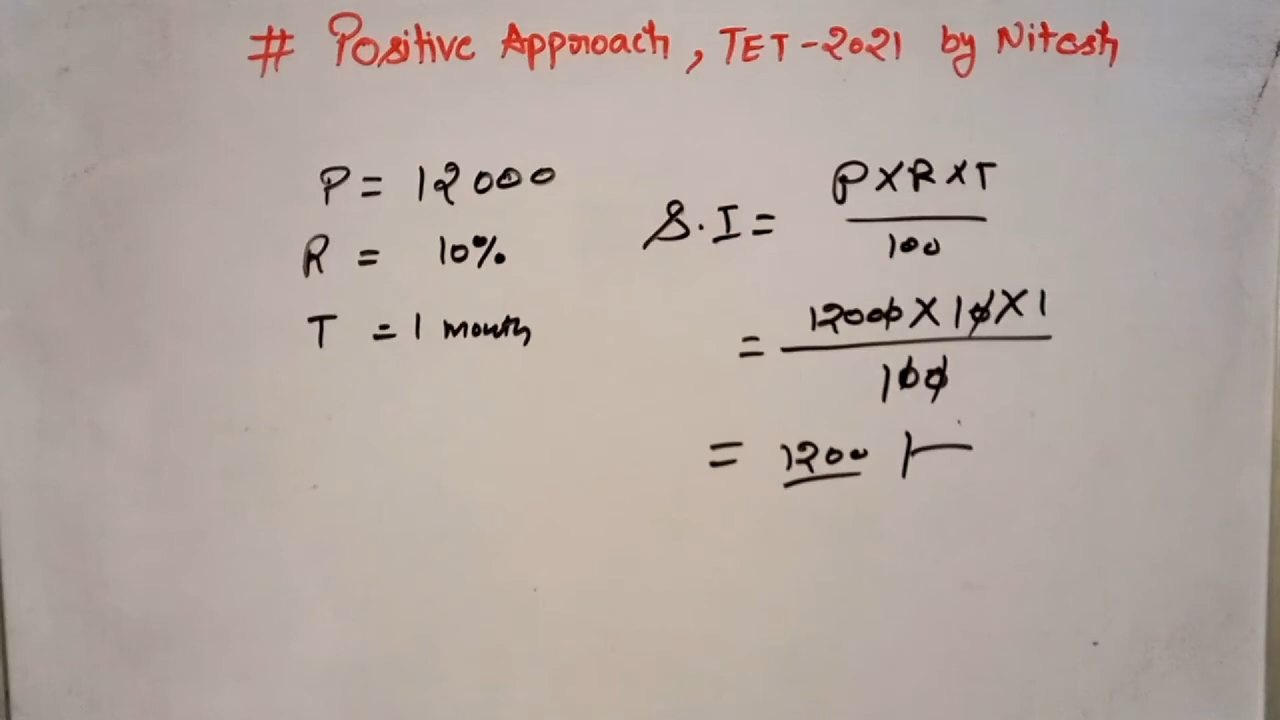 # Positive Approach, TET-2021 by Nitesh
P = 12000
R = 10%
T = 1 month
S.I = P×R×T
100
= 12000 × 10 × 1
100
= 1200